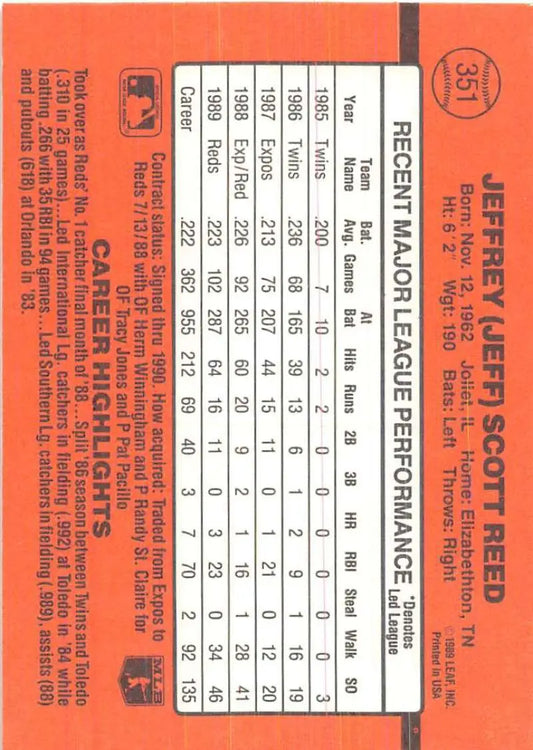 351
JEFFREY (JEFF) SCOTT REED
Born: Nov 12, 1962 Joliet, IL Home: Elizabethton, TN
Ht: 6' 2" Wgt: 190 Bats: Left Throws: Right
© 1989 LEAF, INC.
Printed in USA
RECENT MAJOR LEAGUE PERFORMANCE *Denotes
Led League
Team Bat. At
Year Name Avg. Games Bat Hits Runs 2B 3B HR RBI Steal Walk SO
1985 Twins .200 7 10 2 2 0 0 0 0 0 0 3
1986 Twins .236 68 165 39 13 6 1 2 9 1 16 19
1987 Expos .213 75 207 44 15 11 0 1 21 0 12 20
1988 Exp/Red .226 92 265 60 20 9 2 1 16 1 28 41
1989 Reds .223 102 287 64 16 11 0 3 23 0 34 46
Career .222 362 955 212 69 40 3 7 70 2 92 135
Contract status: Signed thru 1990. How acquired: Traded from Expos to
Reds 7/13/88 with OF Herm Winningham and P Randy St. Claire for
OF Tracy Jones and P Pat Pacillo
MLB
CAREER HIGHLIGHTS
Took over as Reds' No. 1 catcher final month of '88...Split '86 season between Twins and Toledo
(.310 in 25 games)...Led International Lg. catchers in fielding (.992) at Toledo in '84 while
batting .266 with 35 RBI in 94 games...Led Southern Lg. catchers in fielding (.989), assists (88)
and putouts (618) at Orlando in '83.